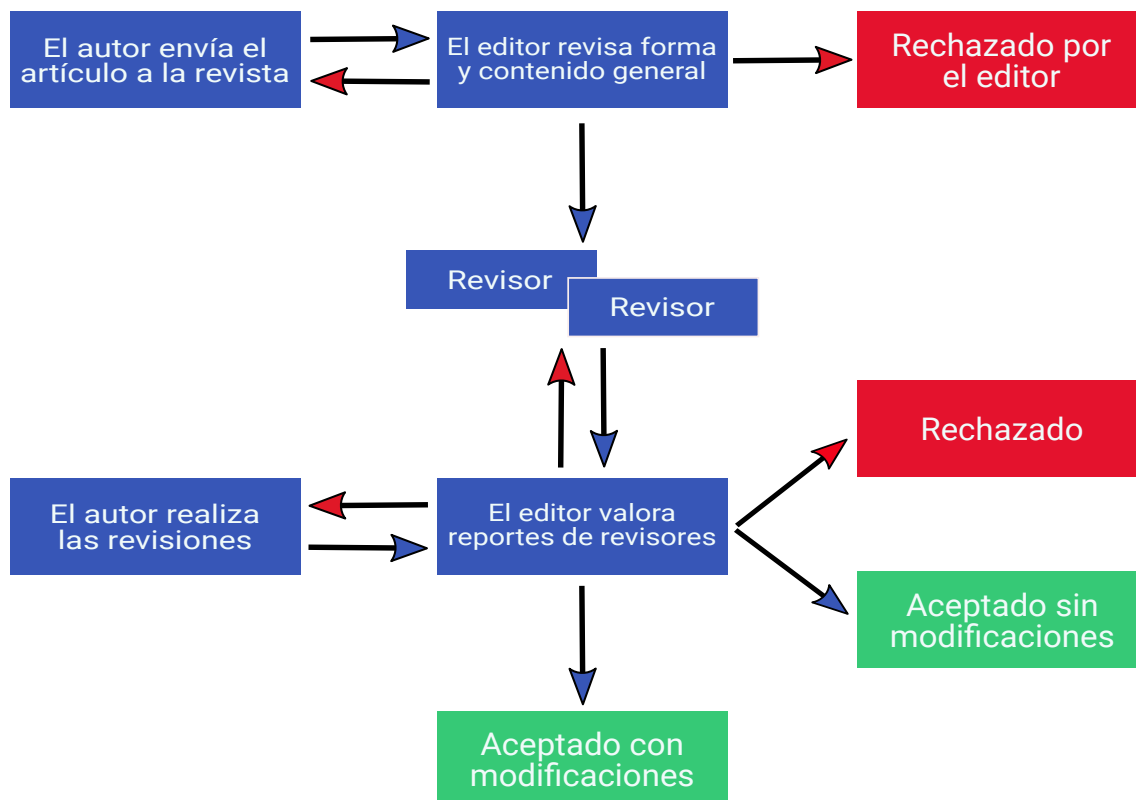 El autor envía el
artículo a la revista
El editor revisa forma
y contenido general
Rechazado por
el editor
Revisor
Revisor
Rechazado
El autor realiza
las revisiones
El editor valora
reportes de revisores
Aceptado sin
modificaciones
Aceptado con
modificaciones